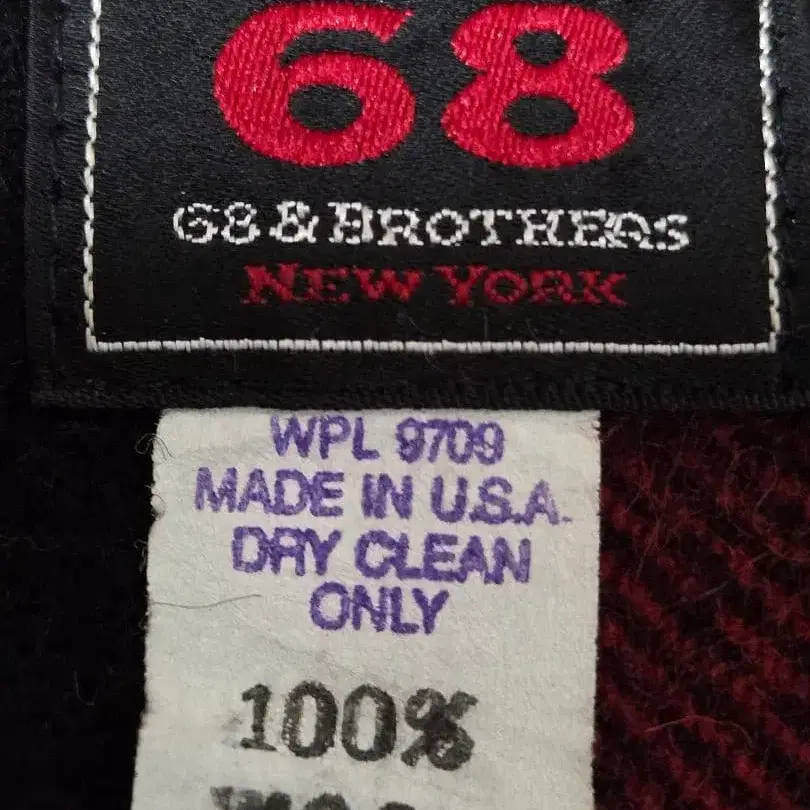 68
68 & BROTHERS
NEW YORK
WPL 9709
MADE IN U.S.A.
DRY CLEAN
ONLY
100%